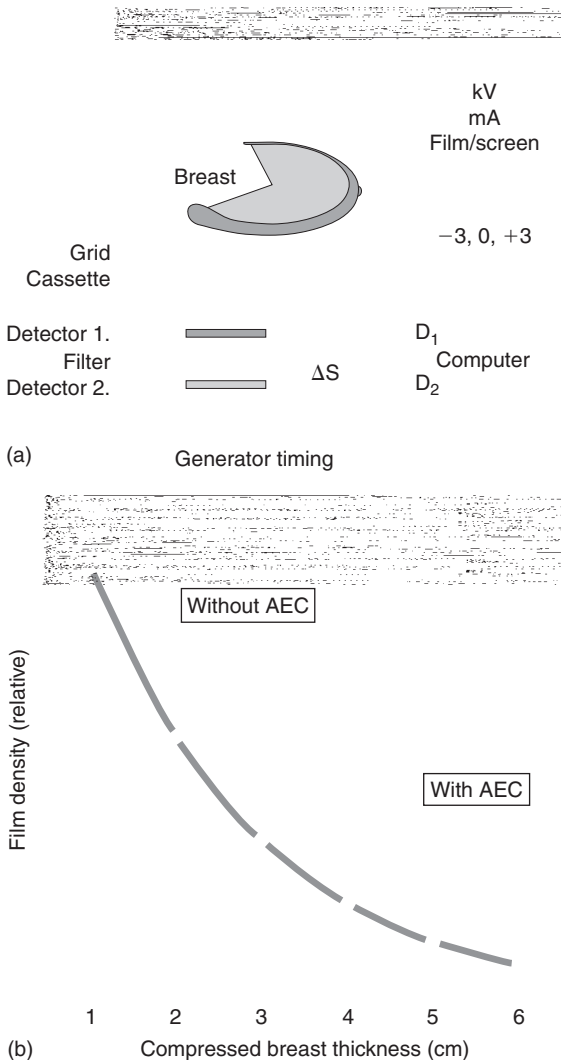 kV
mA
Film/screen
Breast
−3, 0, +3
Grid
Cassette
Detector 1.
D1
Filter
Computer
Detector 2.
ΔS
D2
(a)
Generator timing
Without AEC
Film density (relative)
With AEC
1 2 3 4 5 6
(b)
Compressed breast thickness (cm)